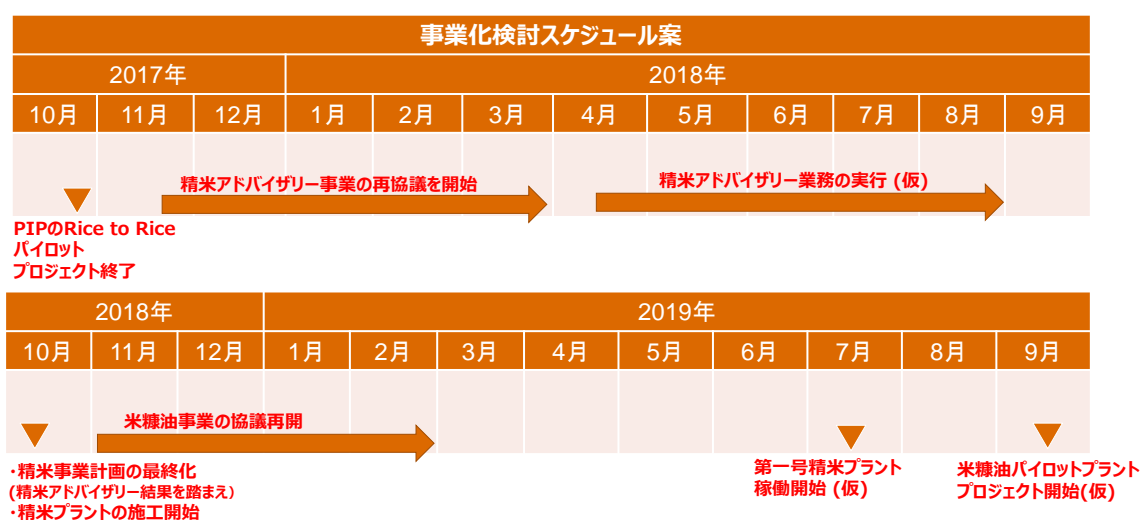 事業化検討スケジュール案
2017年 2018年
10月 11月 12月 1月 2月 3月 4月 5月 6月 7月 8月 9月
精米アドバイザリー事業の再協議を開始 精米アドバイザリー業務の実行 (仮)
PIPのRice to Rice
パイロット
プロジェクト終了
2018年 2019年
10月 11月 12月 1月 2月 3月 4月 5月 6月 7月 8月 9月
米糠油事業の協議再開
・精米事業計画の最終化
(精米アドバイザリー結果を踏まえ)
・精米プラントの施工開始
第一号精米プラント
稼働開始 (仮)
米糠油パイロットプラント
プロジェクト開始(仮)